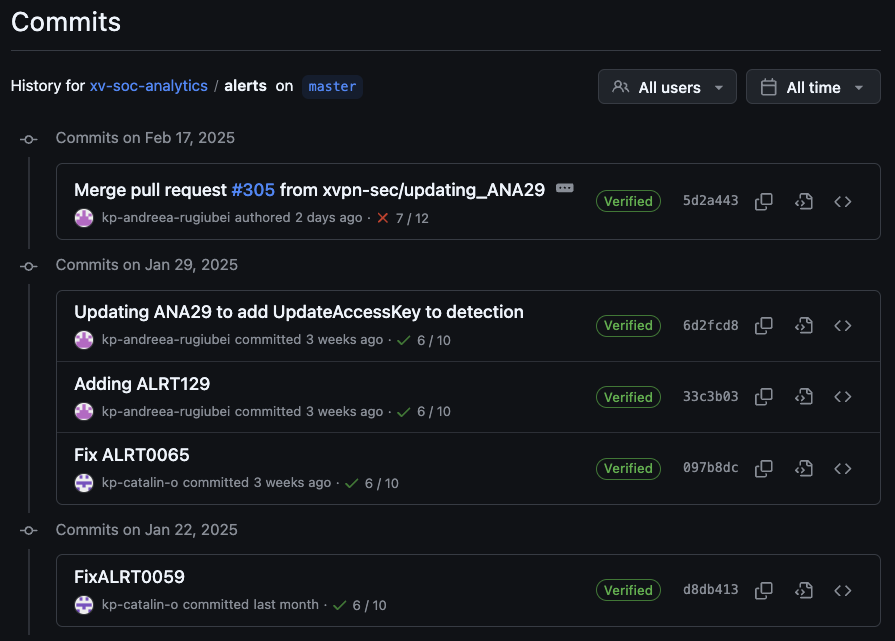 Commits
History for xv-soc-analytics / alerts on master
All users
All time
Commits on Feb 17, 2025
Merge pull request #305 from xvpn-sec/updating_ANA29
kp-andreea-rugiubei authored 2 days ago · 7 / 12
Verified
5d2a443
Commits on Jan 29, 2025
Updating ANA29 to add UpdateAccessKey to detection
kp-andreea-rugiubei committed 3 weeks ago · 6 / 10
Verified
6d2fcd8
Adding ALRT129
kp-andreea-rugiubei committed 3 weeks ago · 6 / 10
Verified
33c3b03
Fix ALRT0065
kp-catalin-o committed 3 weeks ago · 6 / 10
Verified
097b8dc
Commits on Jan 22, 2025
FixALRT0059
kp-catalin-o committed last month · 6 / 10
Verified
d8db413